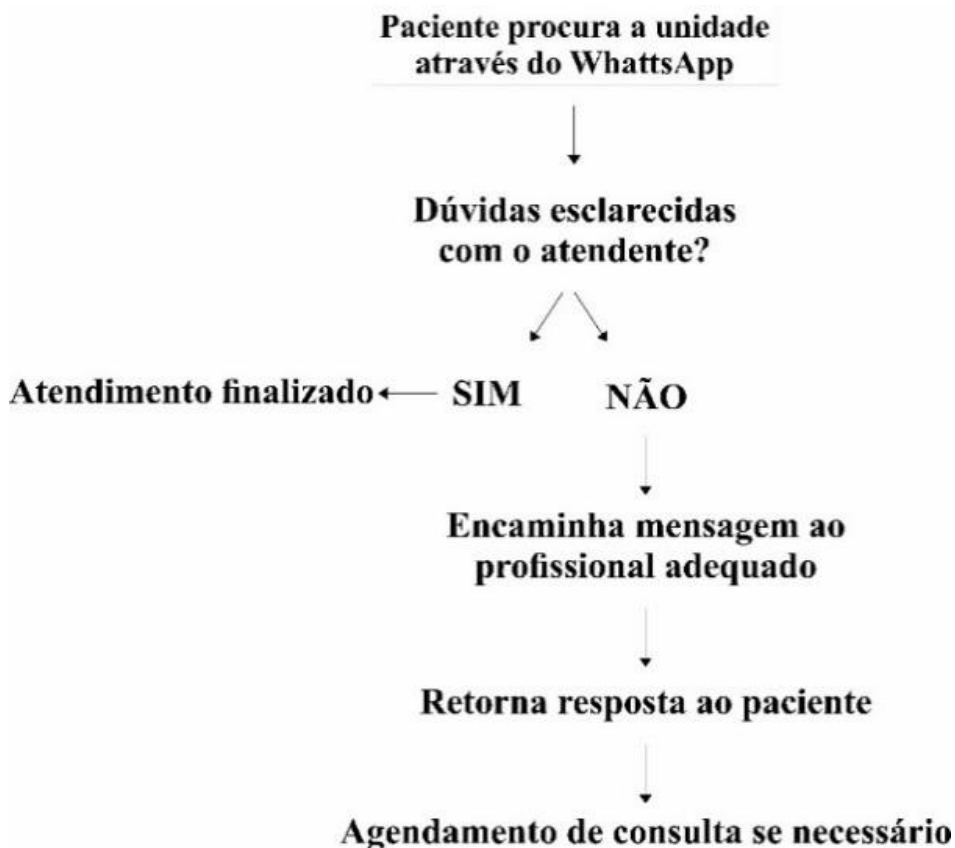 Paciente procura a unidade
através do WhattsApp
Dúvidas esclarecidas
com o atendente?
Atendimento finalizado
SIM
NÃO
Encaminha mensagem ao
profissional adequado
Retorna resposta ao paciente
Agendamento de consulta se necessário